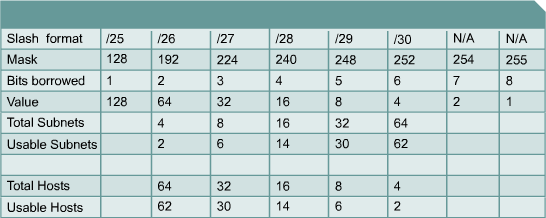 Slash format /25 /26 /27 /28 /29 /30 N/A N/A
Mask 128 192 224 240 248 252 254 255
Bits borrowed 1 2 3 4 5 6 7 8
Value 128 64 32 16 8 4 2 1
Total Subnets 4 8 16 32 64
Usable Subnets 2 6 14 30 62
Total Hosts 64 32 16 8 4
Usable Hosts 62 30 14 6 2